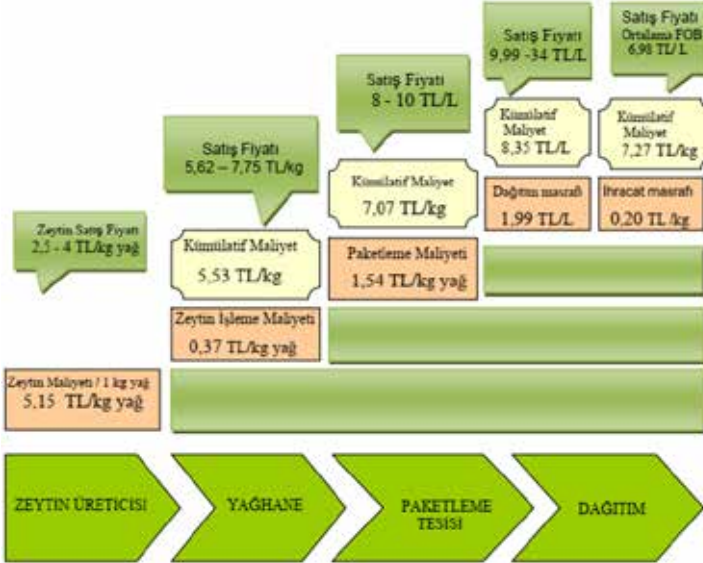 Zeytin Satış Fiyatı
2,5 - 4 TL/kg yağ
Zeytin Maliyeti / 1 kg yağ
5,15 TL/kg yağ
Satış Fiyatı
5,62 – 7,75 TL/kg
Kümülatif Maliyet
5,53 TL/kg
Zeytin İşleme Maliyeti
0,37 TL/kg yağ
Satış Fiyatı
8 - 10 TL/L
Kümülatif Maliyet
7,07 TL/kg
Paketleme Maliyeti
1,54 TL/kg yağ
Satış Fiyatı
9,99 -34 TL/L
Kümülatif
Maliyet
8,35 TL/L
Dağıtım masrafı
1,99 TL/L
Satış Fiyatı
Ortalama FOB
6,98 TL/ L
Kümülatif
Maliyet
7,27 TL/kg
İhracat masrafı
0,20 TL /kg
ZEYTİN ÜRETİCİSİ
YAĞHANE
PAKETLEME
TESİSİ
DAĞITIM